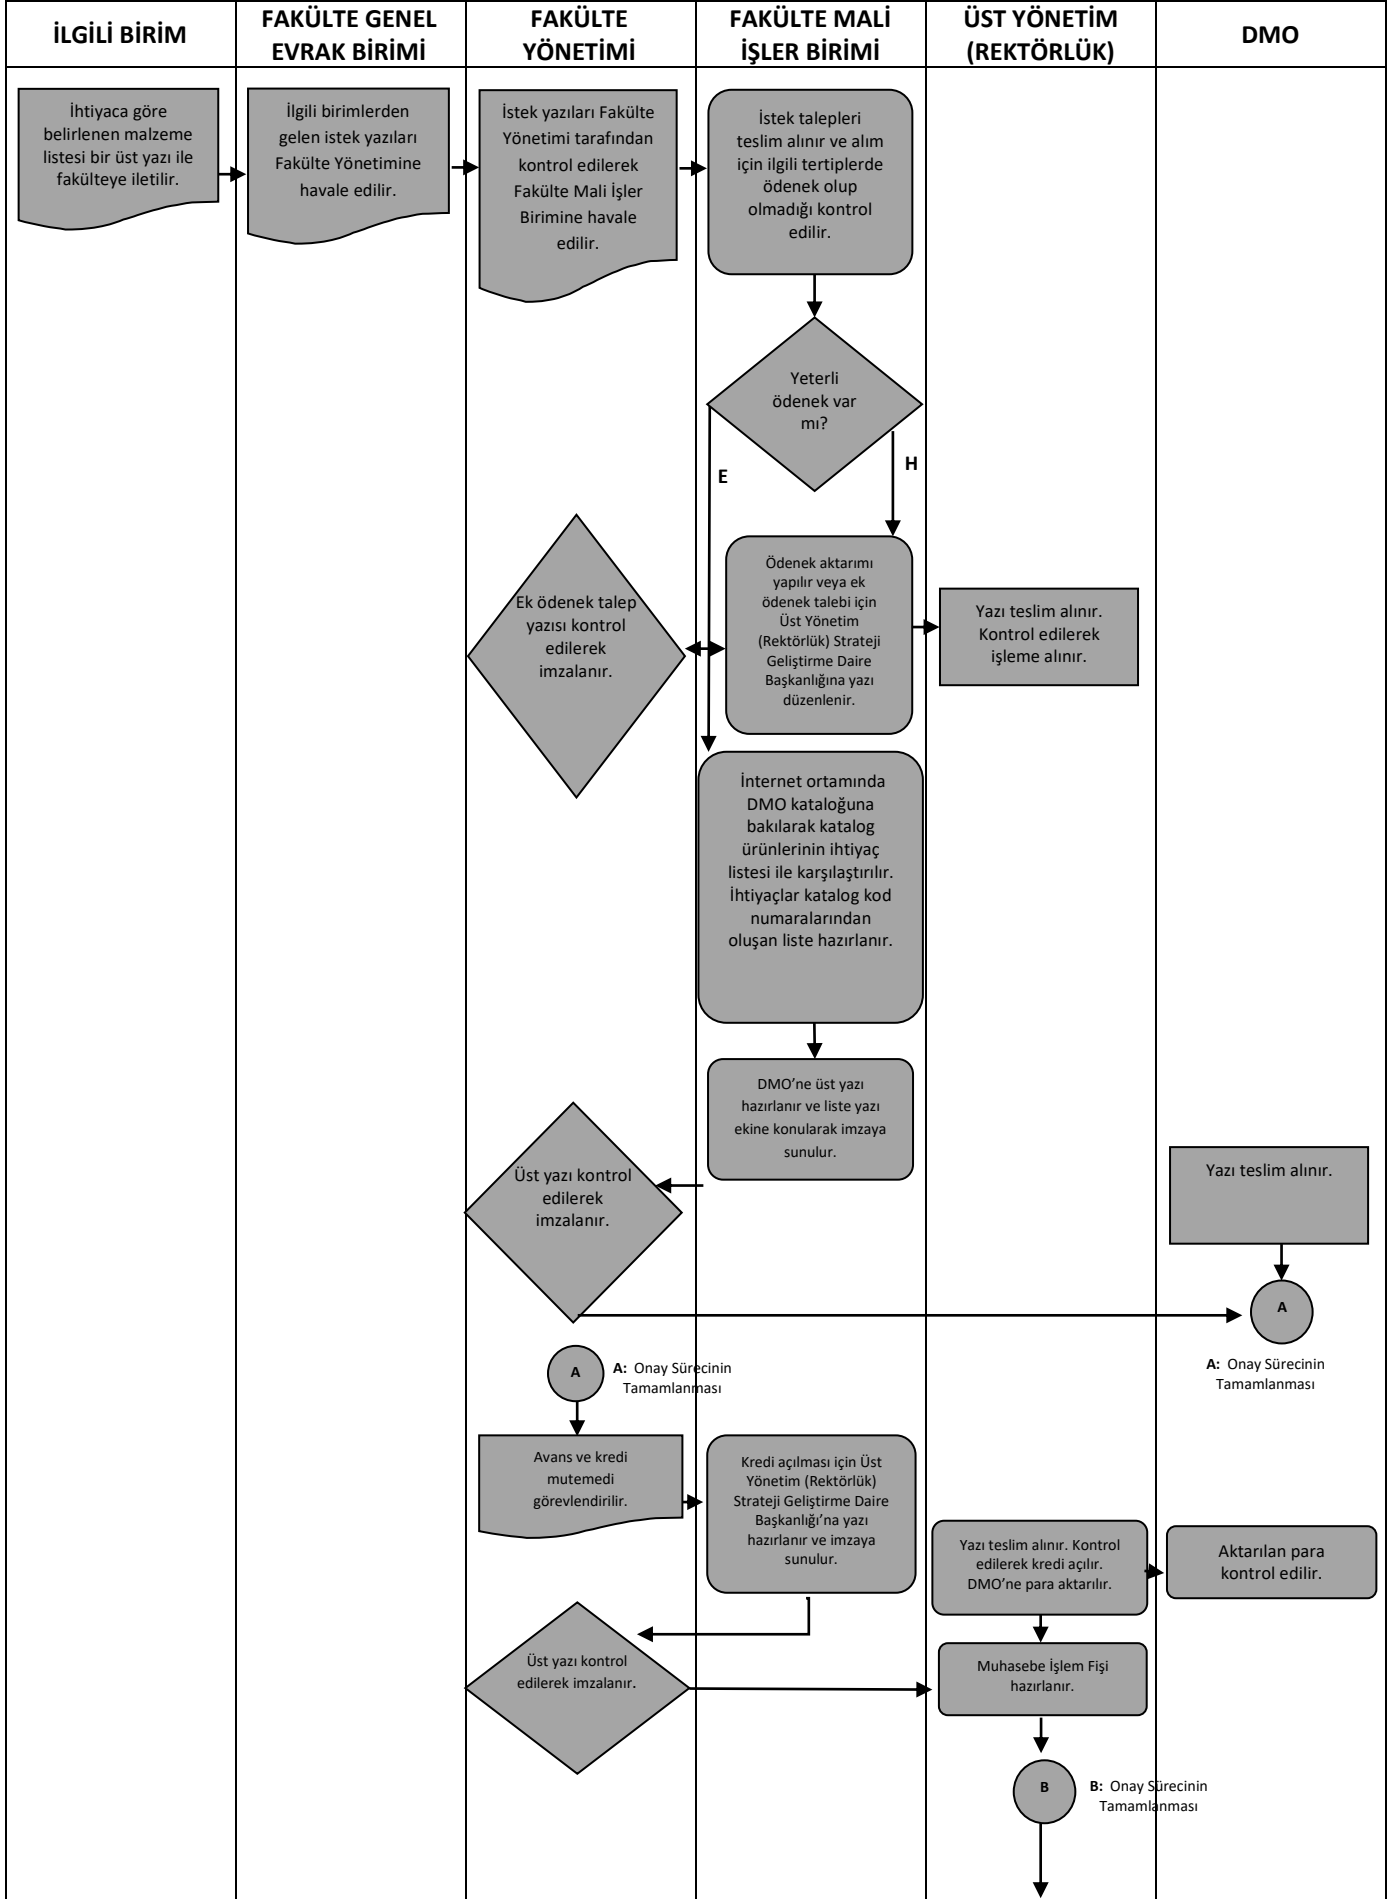 İLGİLİ BİRİM
FAKÜLTE GENEL
EVRAK BİRİMİ
FAKÜLTE
YÖNETİMİ
FAKÜLTE MALİ
İŞLER BİRİMİ
ÜST YÖNETİM
(REKTÖRLÜK)
DMO
İhtiyaca göre
belirlenen malzeme
listesi bir üst yazı ile
fakülteye iletilir.
İlgili birimlerden
gelen istek yazıları
Fakülte Yönetimine
havale edilir.
İstek yazıları Fakülte
Yönetimi tarafından
kontrol edilerek
Fakülte Mali İşler
Birimine havale
edilir.
İstek talepleri
teslim alınır ve alım
için ilgili tertiplerde
ödenek olup
olmadığı kontrol
edilir.
Yeterli
ödenek var
mı?
E
H
Ek ödenek talep
yazısı kontrol
edilerek
imzalanır.
Ödenek aktarımı
yapılır veya ek
ödenek talebi için
Üst Yönetim
(Rektörlük) Strateji
Geliştirme Daire
Başkanlığına yazı
düzenlenir.
Yazı teslim alınır.
Kontrol edilerek
işleme alınır.
İnternet ortamında
DMO kataloğuna
bakılarak katalog
ürünlerinin ihtiyaç
listesi ile karşılaştırılır.
İhtiyaçlar katalog kod
numaralarından
oluşan liste hazırlanır.
DMO’ne üst yazı
hazırlanır ve liste yazı
ekine konularak imzaya
sunulur.
Üst yazı kontrol
edilerek
imzalanır.
Yazı teslim alınır.
A
A: Onay Sürecinin
Tamamlanması
A
A: Onay Sürecinin
Tamamlanması
Avans ve kredi
mutemedi
görevlendirilir.
Kredi açılması için Üst
Yönetim (Rektörlük)
Strateji Geliştirme Daire
Başkanlığı’na yazı
hazırlanır ve imzaya
sunulur.
Yazı teslim alınır. Kontrol
edilerek kredi açılır.
DMO’ne para aktarılır.
Aktarılan para
kontrol edilir.
Üst yazı kontrol
edilerek imzalanır.
Muhasebe İşlem Fişi
hazırlanır.
B
B: Onay Sürecinin
Tamamlanması